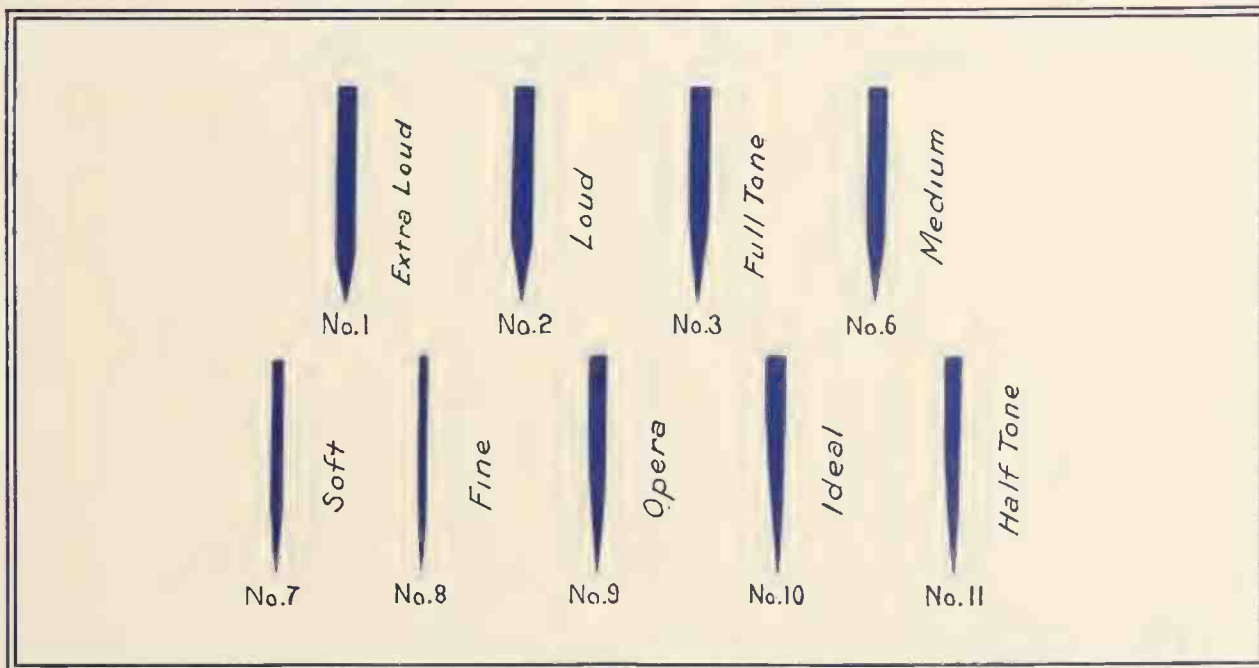 Extra Loud
No.1
Loud
No.2
Full Tone
No.3
Medium
No.6
Soft
No.7
Fine
No.8
Opera
No.9
Ideal
No.10
Half Tone
No.11